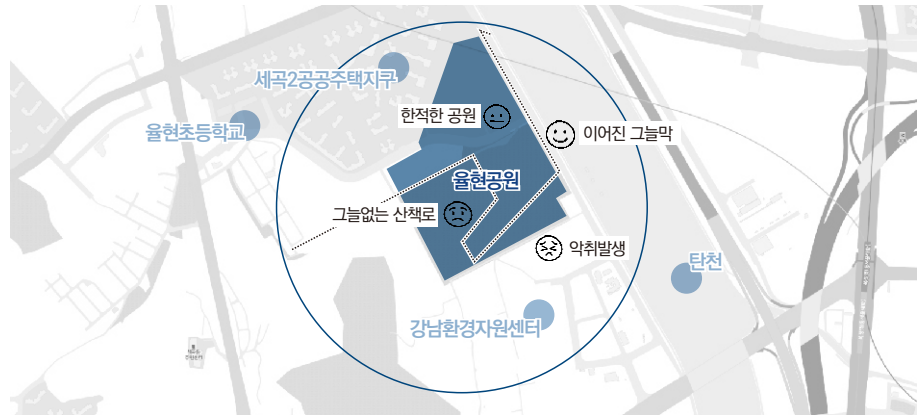 세곡2공공주택지구
율현초등학교
한적한 공원
이어진 그늘막
율현공원
그늘없는 산책로
악취발생
탄천
강남환경자원센터